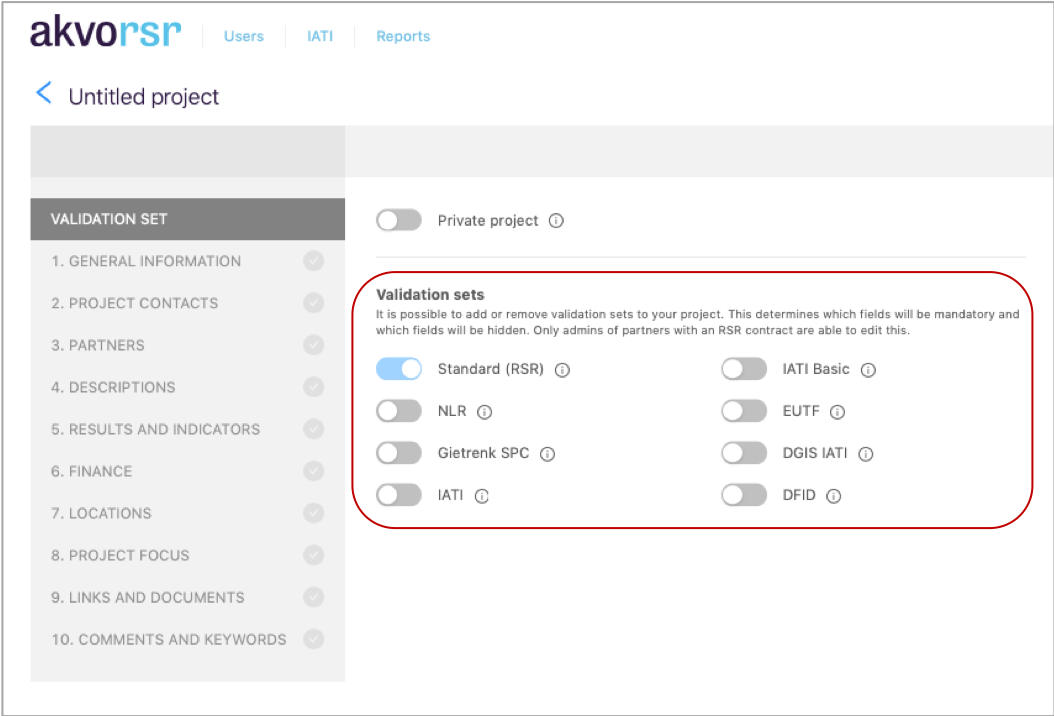 akvorsr Users IATI Reports
Untitled project
VALIDATION SET
1. GENERAL INFORMATION
2. PROJECT CONTACTS
3. PARTNERS
4. DESCRIPTIONS
5. RESULTS AND INDICATORS
6. FINANCE
7. LOCATIONS
8. PROJECT FOCUS
9. LINKS AND DOCUMENTS
10. COMMENTS AND KEYWORDS
Private project
Validation sets
It is possible to add or remove validation sets to your project. This determines which fields will be mandatory and
which fields will be hidden. Only admins of partners with an RSR contract are able to edit this.
Standard (RSR) IATI Basic
NLR EUTF
Gietrenk SPC DGIS IATI
IATI DFID